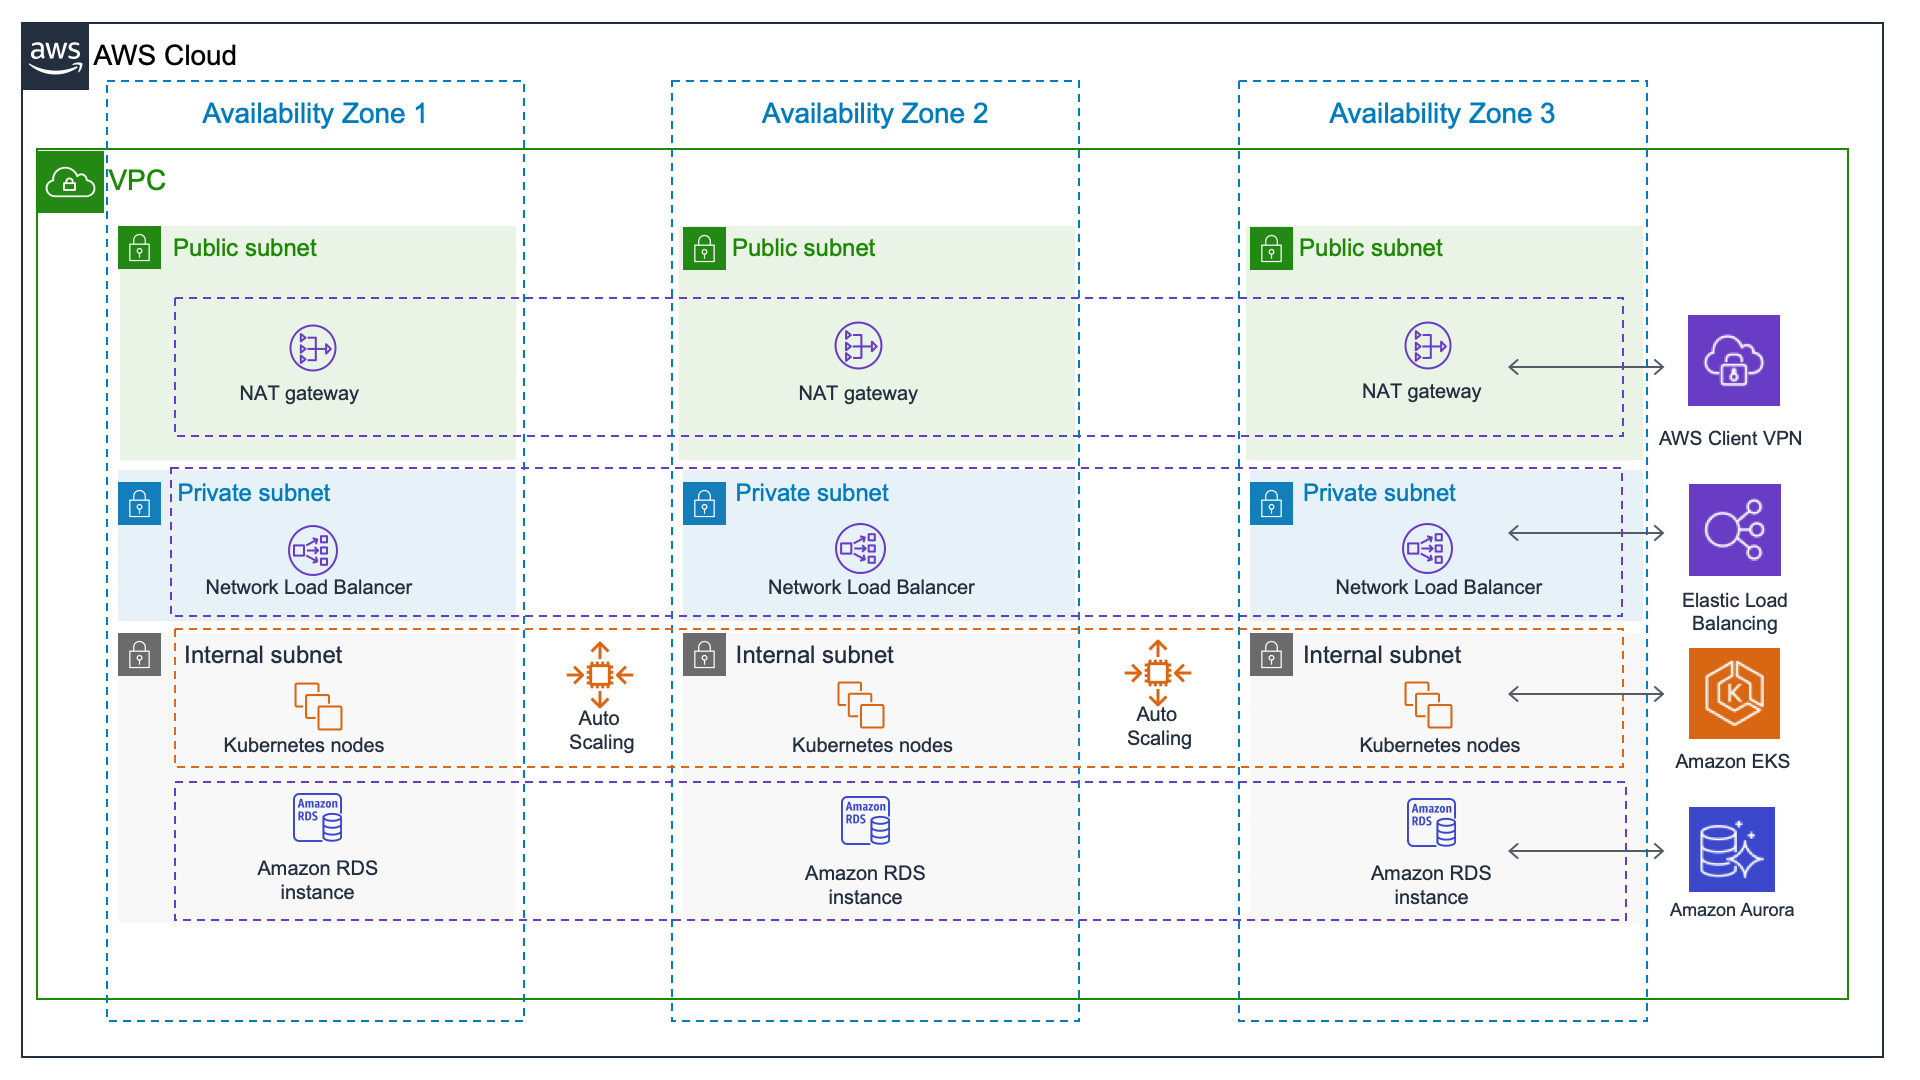 aws
AWS Cloud
Availability Zone 1
Availability Zone 2
Availability Zone 3
VPC
Public subnet
Public subnet
Public subnet
NAT gateway
NAT gateway
NAT gateway
AWS Client VPN
Private subnet
Private subnet
Private subnet
Network Load Balancer
Network Load Balancer
Network Load Balancer
Elastic Load
Balancing
Internal subnet
Internal subnet
Internal subnet
Kubernetes nodes
Auto
Scaling
Kubernetes nodes
Auto
Scaling
Kubernetes nodes
K
Amazon EKS
Amazon
RDS
Amazon RDS
instance
Amazon
RDS
Amazon RDS
instance
Amazon
RDS
Amazon RDS
instance
Amazon Aurora